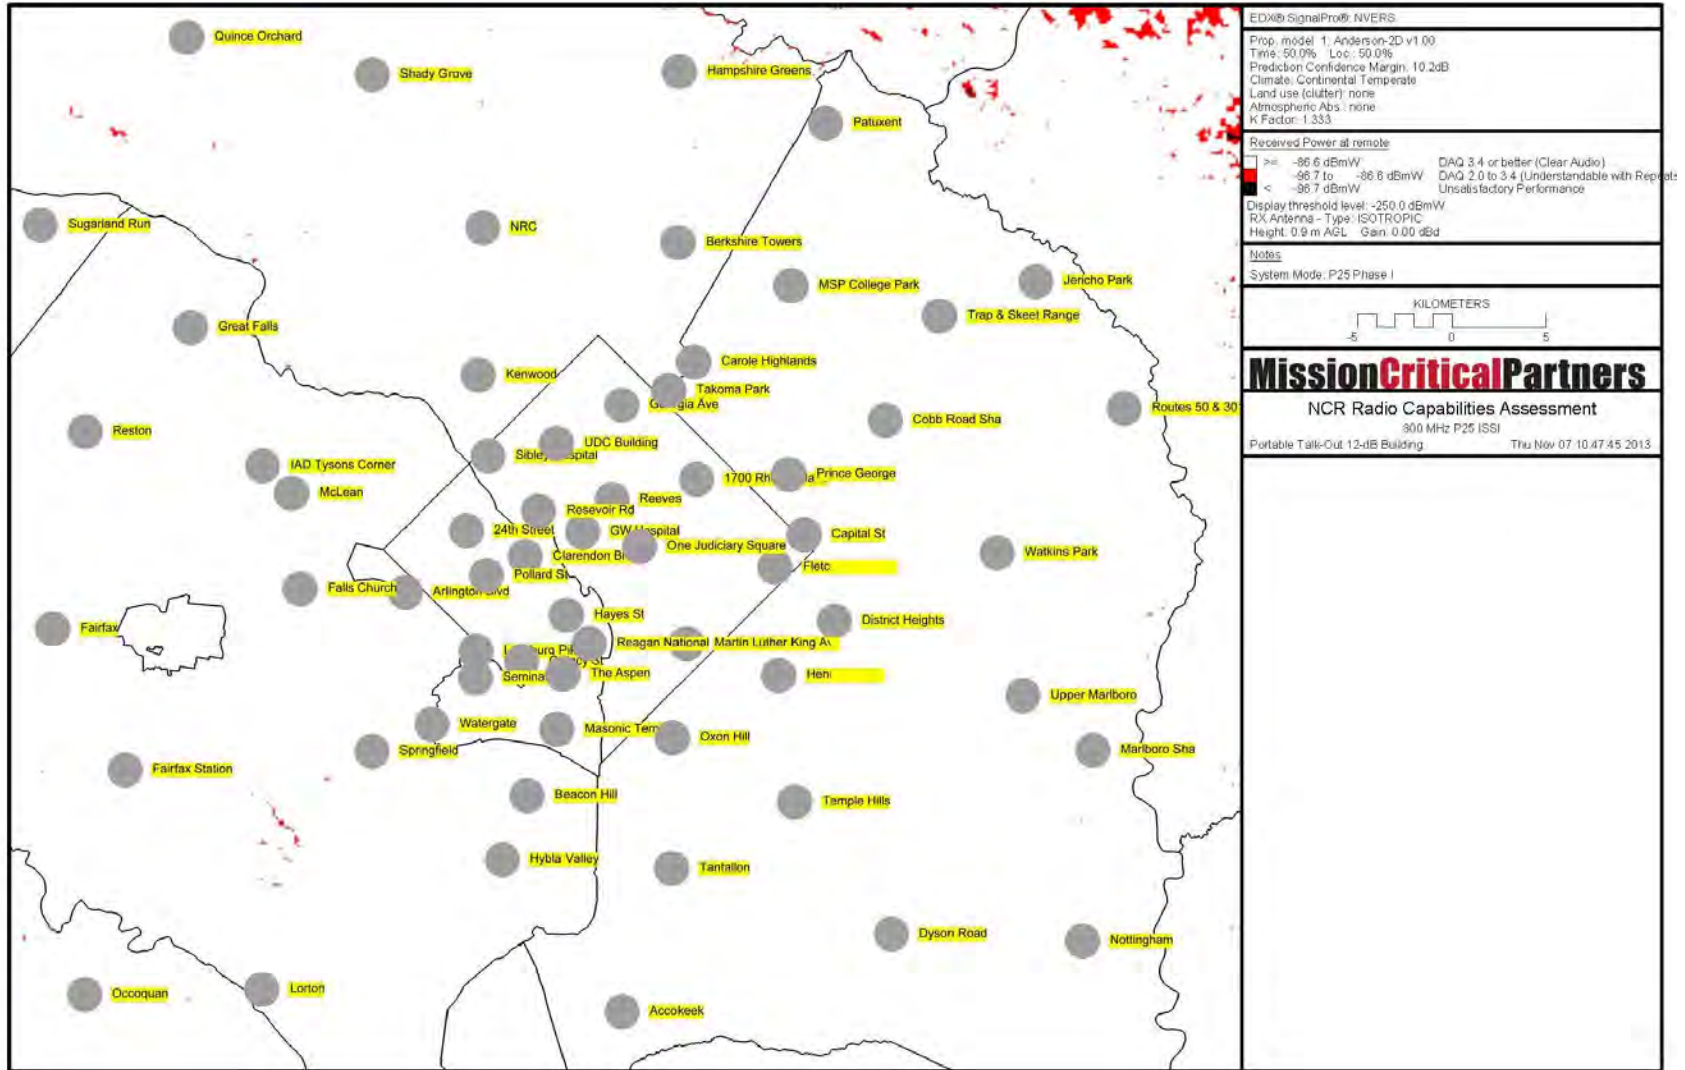 Quince Orchard
Shady Grove
Hampshire Greens
Patuxent
Sugarland Run
NRC
Berkshire Towers
MSP College Park
Jericho Park
Trap & Skeet Range
Great Falls
Carole Highlands
Kenwood
Takoma Park
Routes 50 & 30
Cobb Road Sha
Reston
UDC Building
IAD Tysons Corner
Prince George
McLean
Reeves
Resevoir Rd
24th Street
One Judiciary Square
Capital St
Watkins Park
Pollard St
Falls Church
Fletc
Hayes St
District Heights
Fairfax
Reagan National
Martin Luther King Av
The Aspen
Hen
Upper Marlboro
Watergate
Masonic Tem
Oxon Hill
Springfield
Marlboro Sha
Fairfax Station
Beacon Hill
Temple Hills
Hybla Valley
Tantallon
Dyson Road
Nottingham
Occoquan
Lorton
Accokeek
EDX® SignalPro®: NVERS
Prop. model 1: Anderson-2D v1.00
Time: 50.0% Loc.: 50.0%
Prediction Confidence Margin: 10.2dB
Climate: Continental Temperate
Land use (clutter): none
Atmospheric Abs.: none
K Factor: 1.333
Received Power at remote
>= -86.6 dBmW DAQ 3.4 or better (Clear Audio)
-96.7 to -86.6 dBmW DAQ 2.0 to 3.4 (Understandable with Repeats
< -96.7 dBmW Unsatisfactory Performance
Display threshold level: -250.0 dBmW
RX Antenna - Type: ISOTROPIC
Height: 0.9 m AGL Gain: 0.00 dBd
Notes
System Mode: P25 Phase I
KILOMETERS
-5 0 5
MissionCriticalPartners
NCR Radio Capabilities Assessment
P25 ISSI
Portable Talk-Out 12-dB Building Thu Nov 07 10:47:45 2013